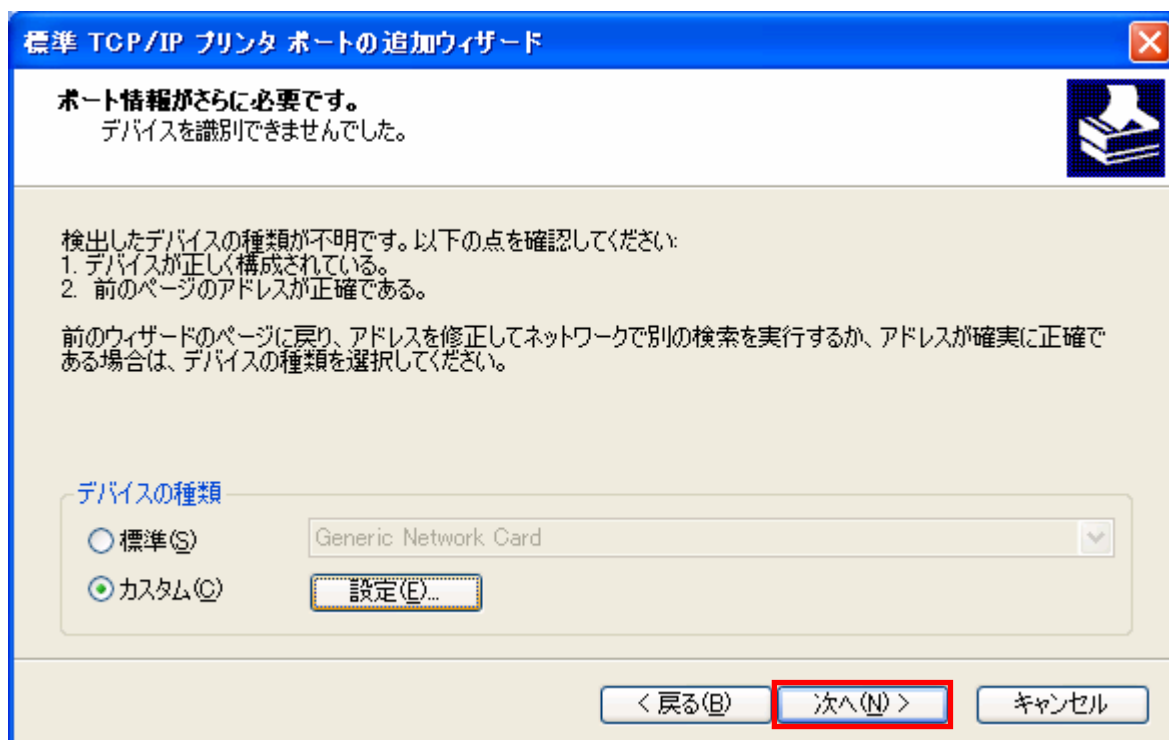 標準 TCP/IP プリンタ ポートの追加ウィザード
ポート情報がさらに必要です。
デバイスを識別できませんでした。
検出したデバイスの種類が不明です。以下の点を確認してください:
1. デバイスが正しく構成されている。
2. 前のページのアドレスが正確である。
前のウィザードのページに戻り、アドレスを修正してネットワークで別の検索を実行するか、アドレスが確実に正確で
ある場合は、デバイスの種類を選択してください。
デバイスの種類
標準(S) Generic Network Card
カスタム(C) 設定(E)...
< 戻る(B) 次へ(N) > キャンセル